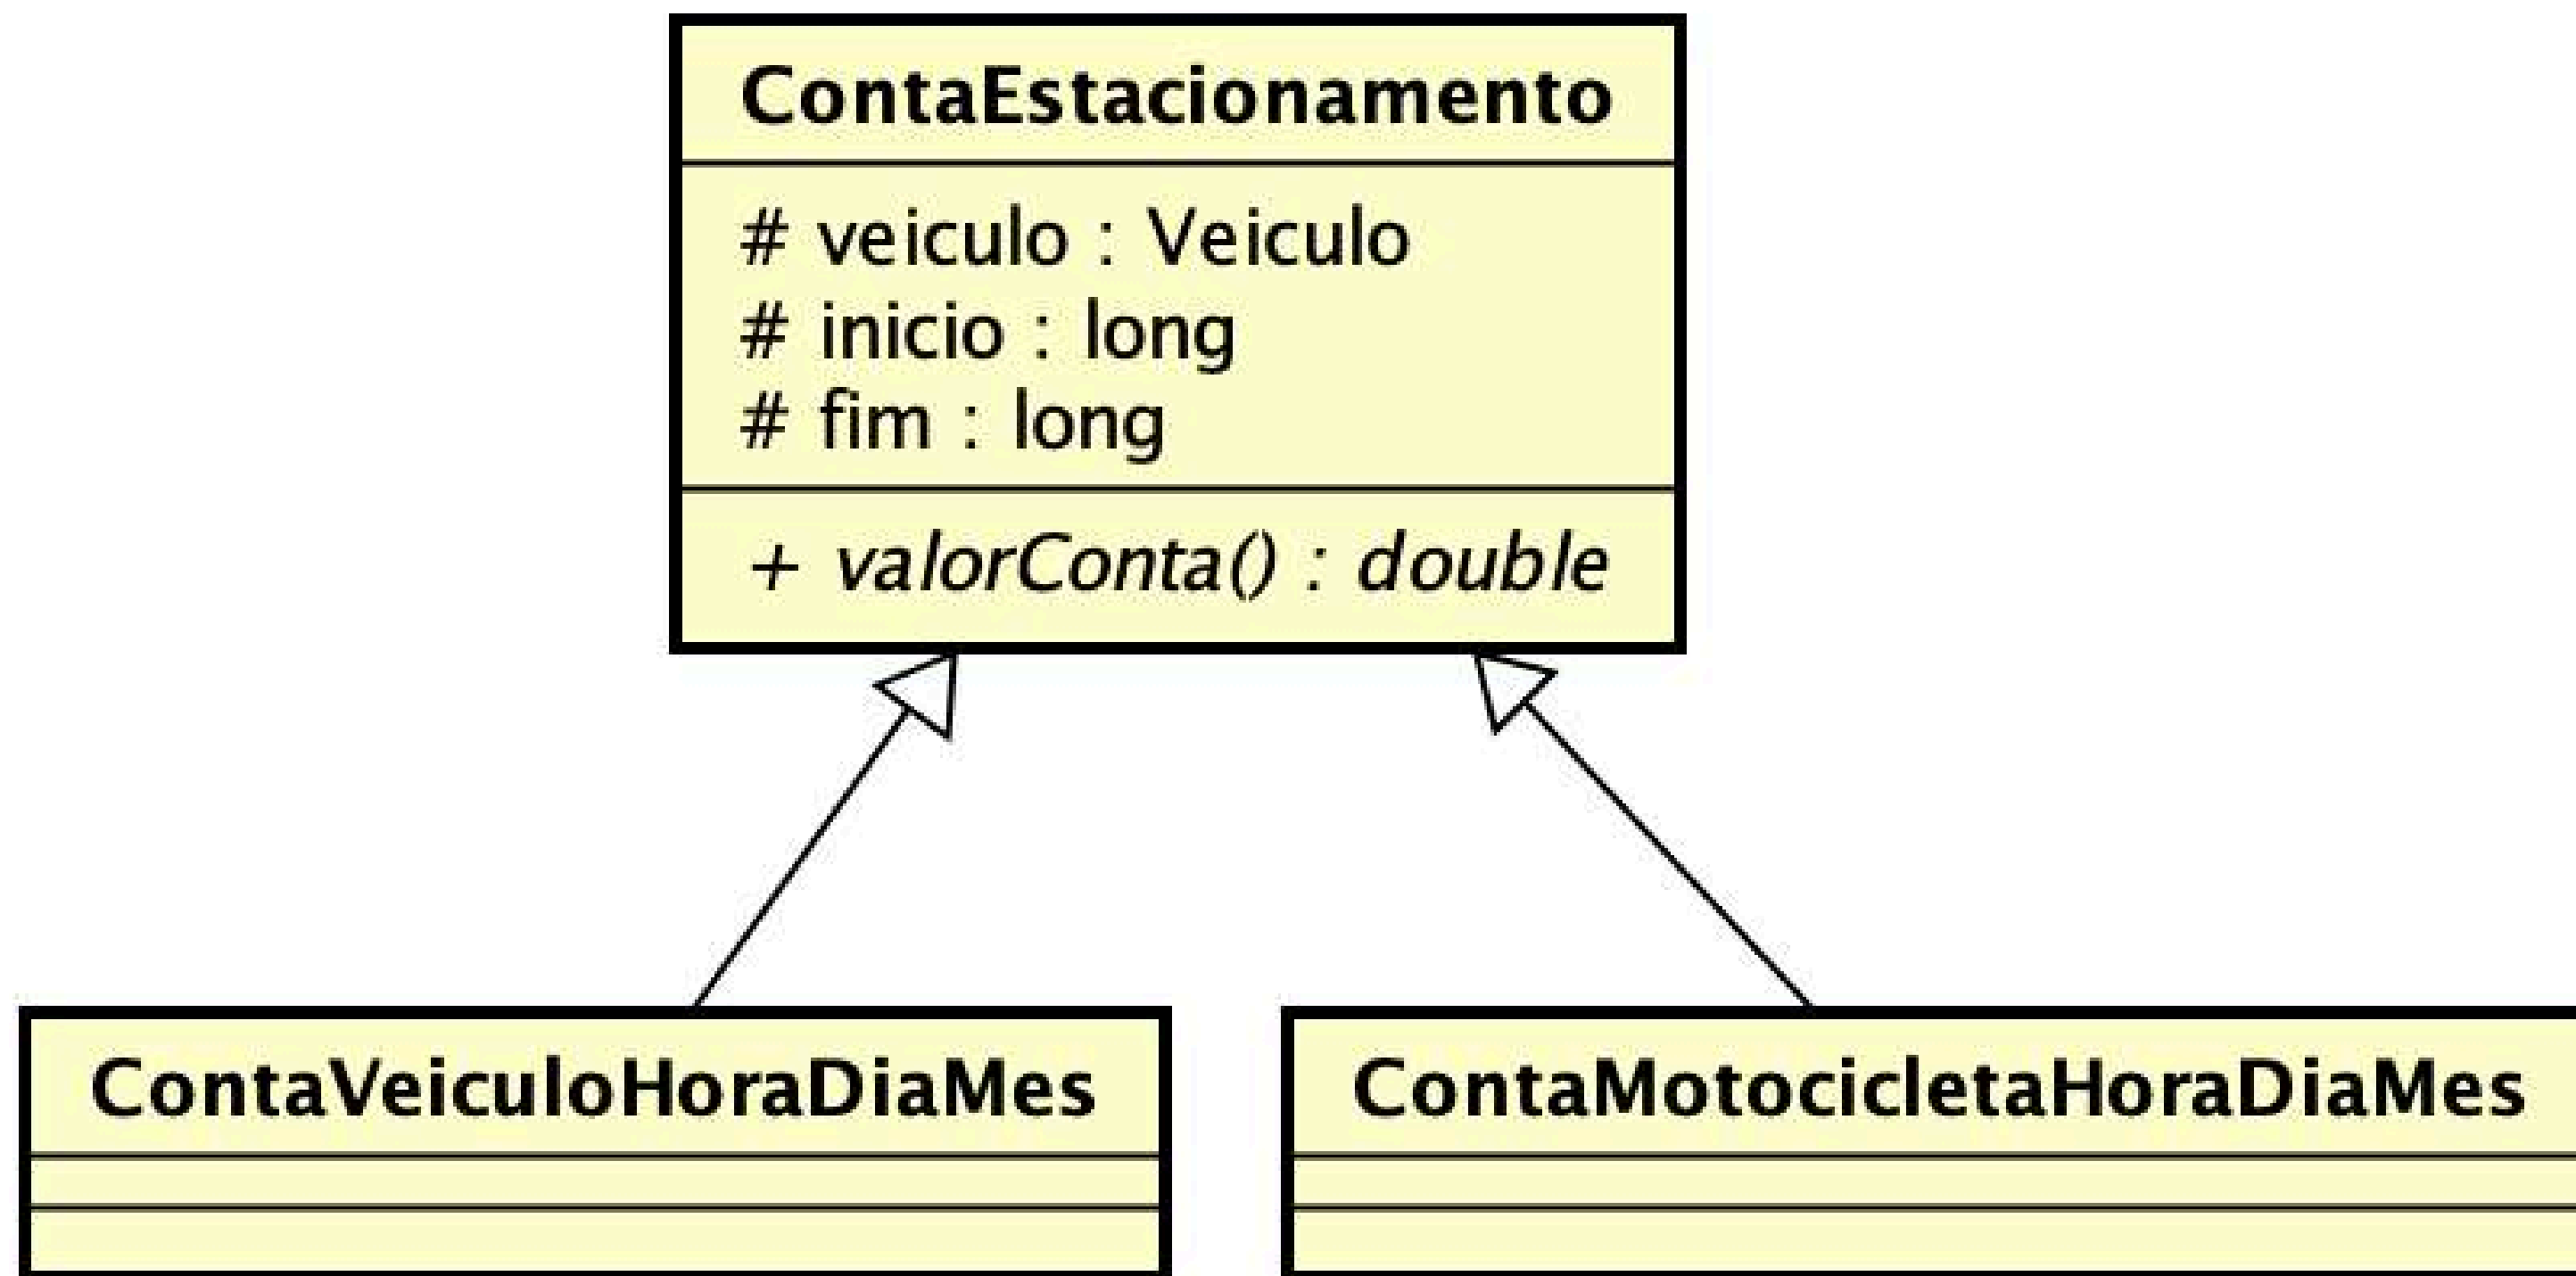 ContaEstacionamento
# veiculo : Veiculo
# inicio : long
# fim : long
+ valorConta() : double
ContaVeiculoHoraDiaMes
ContaMotocicletaHoraDiaMes